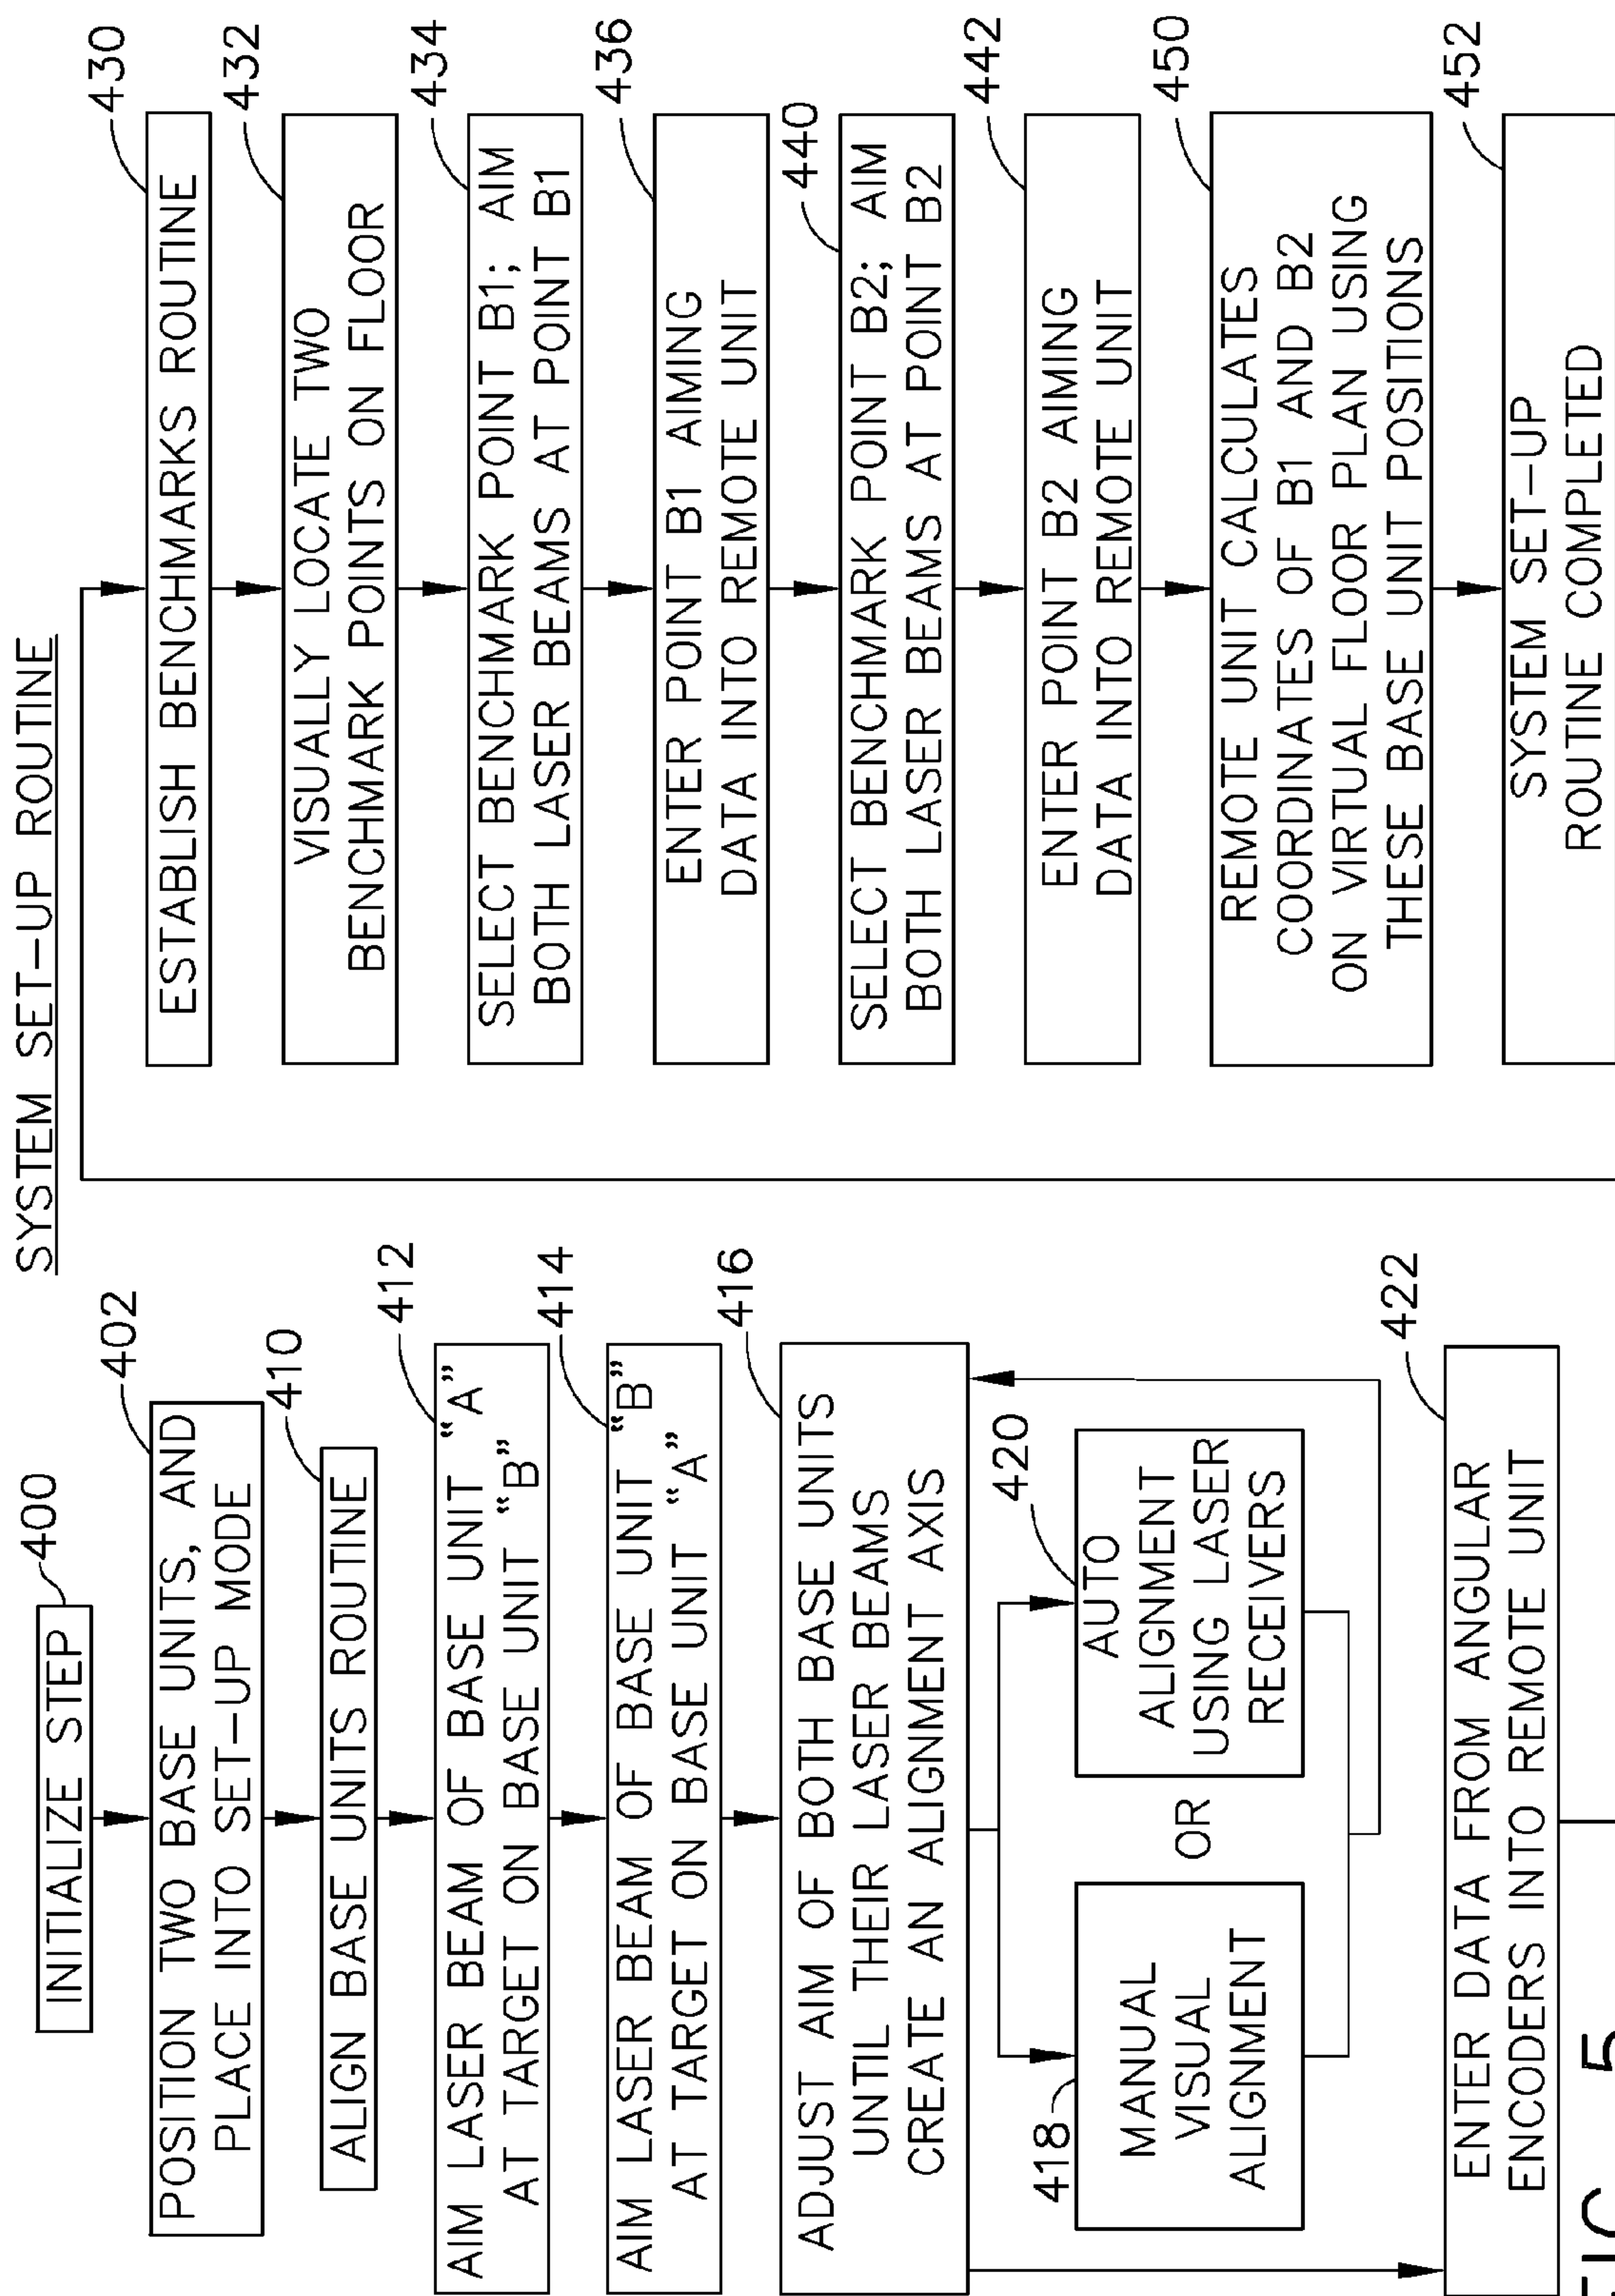 SYSTEM SET-UP ROUTINE
400
INITIALIZE STEP
402
POSITION TWO BASE UNITS, AND
PLACE INTO SET-UP MODE
410
ALIGN BASE UNITS ROUTINE
412
AIM LASER BEAM OF BASE UNIT "A"
AT TARGET ON BASE UNIT "B"
414
AIM LASER BEAM OF BASE UNIT "B"
AT TARGET ON BASE UNIT "A"
416
ADJUST AIM OF BOTH BASE UNITS
UNTIL THEIR LASER BEAMS
CREATE AN ALIGNMENT AXIS
418
MANUAL
VISUAL
ALIGNMENT
OR
420
AUTO
ALIGNMENT
USING LASER
RECEIVERS
422
ENTER DATA FROM ANGULAR
ENCODERS INTO REMOTE UNIT
430
ESTABLISH BENCHMARKS ROUTINE
432
VISUALLY LOCATE TWO
BENCHMARK POINTS ON FLOOR
434
SELECT BENCHMARK POINT B1; AIM
BOTH LASER BEAMS AT POINT B1
436
ENTER POINT B1 AIMING
DATA INTO REMOTE UNIT
440
SELECT BENCHMARK POINT B2; AIM
BOTH LASER BEAMS AT POINT B2
442
ENTER POINT B2 AIMING
DATA INTO REMOTE UNIT
450
REMOTE UNIT CALCULATES
COORDINATES OF B1 AND B2
ON VIRTUAL FLOOR PLAN USING
THESE BASE UNIT POSITIONS
452
SYSTEM SET-UP
ROUTINE COMPLETED